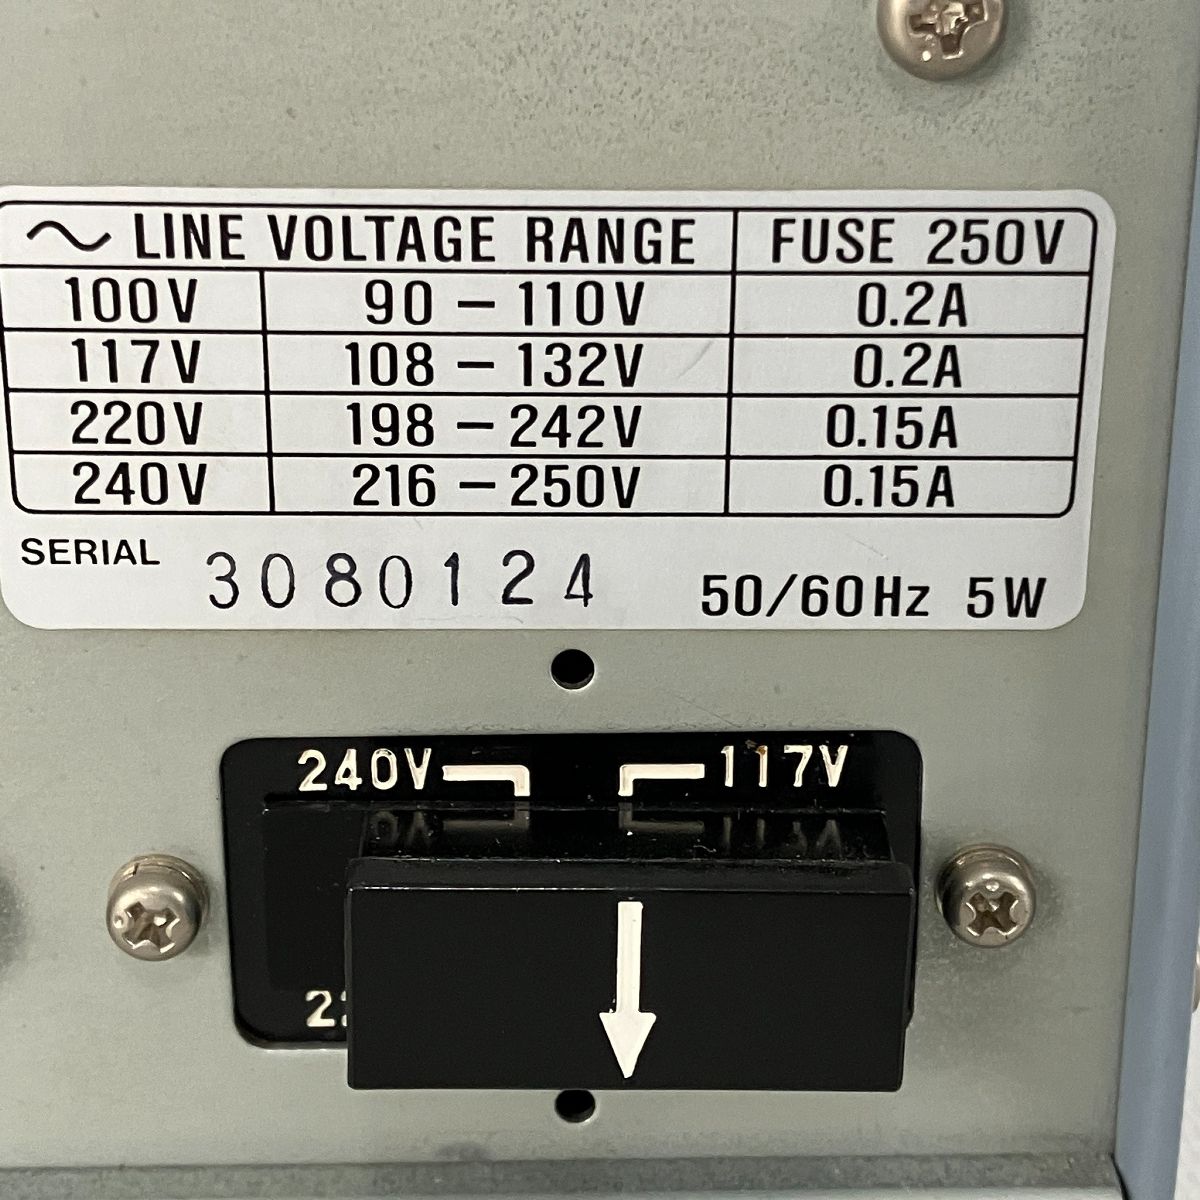 ～ LINE VOLTAGE RANGE FUSE 250V
100V 90 – 110V 0.2A
117V 108 – 132V 0.2A
220V 198 – 242V 0.15A
240V 216 – 250V 0.15A
SERIAL 3080124 50/60Hz 5W
240V 117V